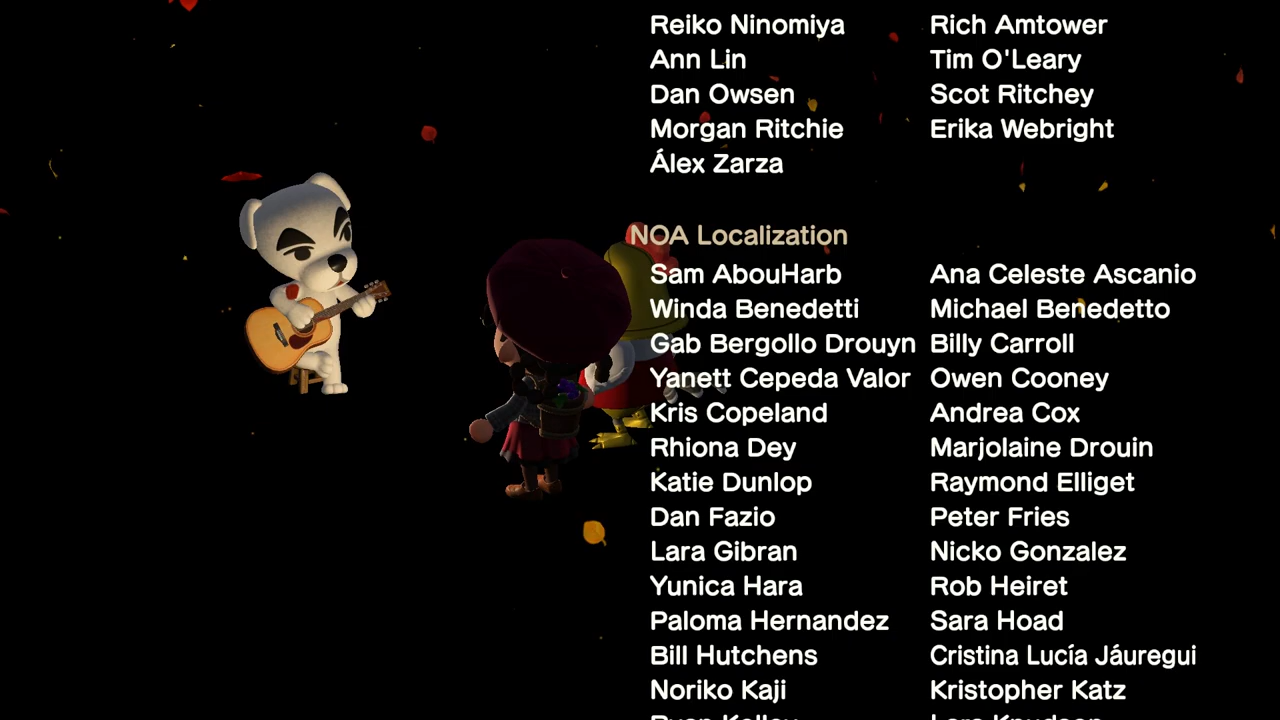 Reiko Ninomiya Rich Amtower
Ann Lin Tim O'Leary
Dan Owsen Scot Ritchey
Morgan Ritchie Erika Webright
Álex Zarza
NOA Localization
Sam AbouHarb Ana Celeste Ascanio
Winda Benedetti Michael Benedetto
Gab Bergollo Drouyn Billy Carroll
Yanett Cepeda Valor Owen Cooney
Kris Copeland Andrea Cox
Rhiona Dey Marjolaine Drouin
Katie Dunlop Raymond Elliget
Dan Fazio Peter Fries
Lara Gibran Nicko Gonzalez
Yunica Hara Rob Heiret
Paloma Hernandez Sara Hoad
Bill Hutchens Cristina Lucía Jáuregui
Noriko Kaji Kristopher Katz